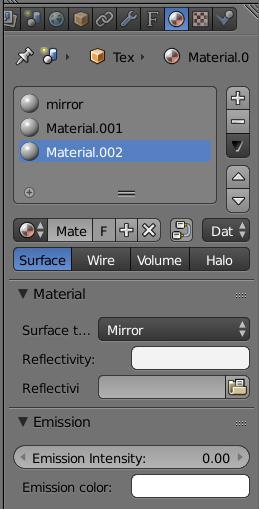 Tex Material.0
mirror
Material.001
Material.002
Mate F Dat
Surface Wire Volume Halo
Material
Surface t... Mirror
Reflectivity:
Reflectivi
Emission
Emission Intensity: 0.00
Emission color: